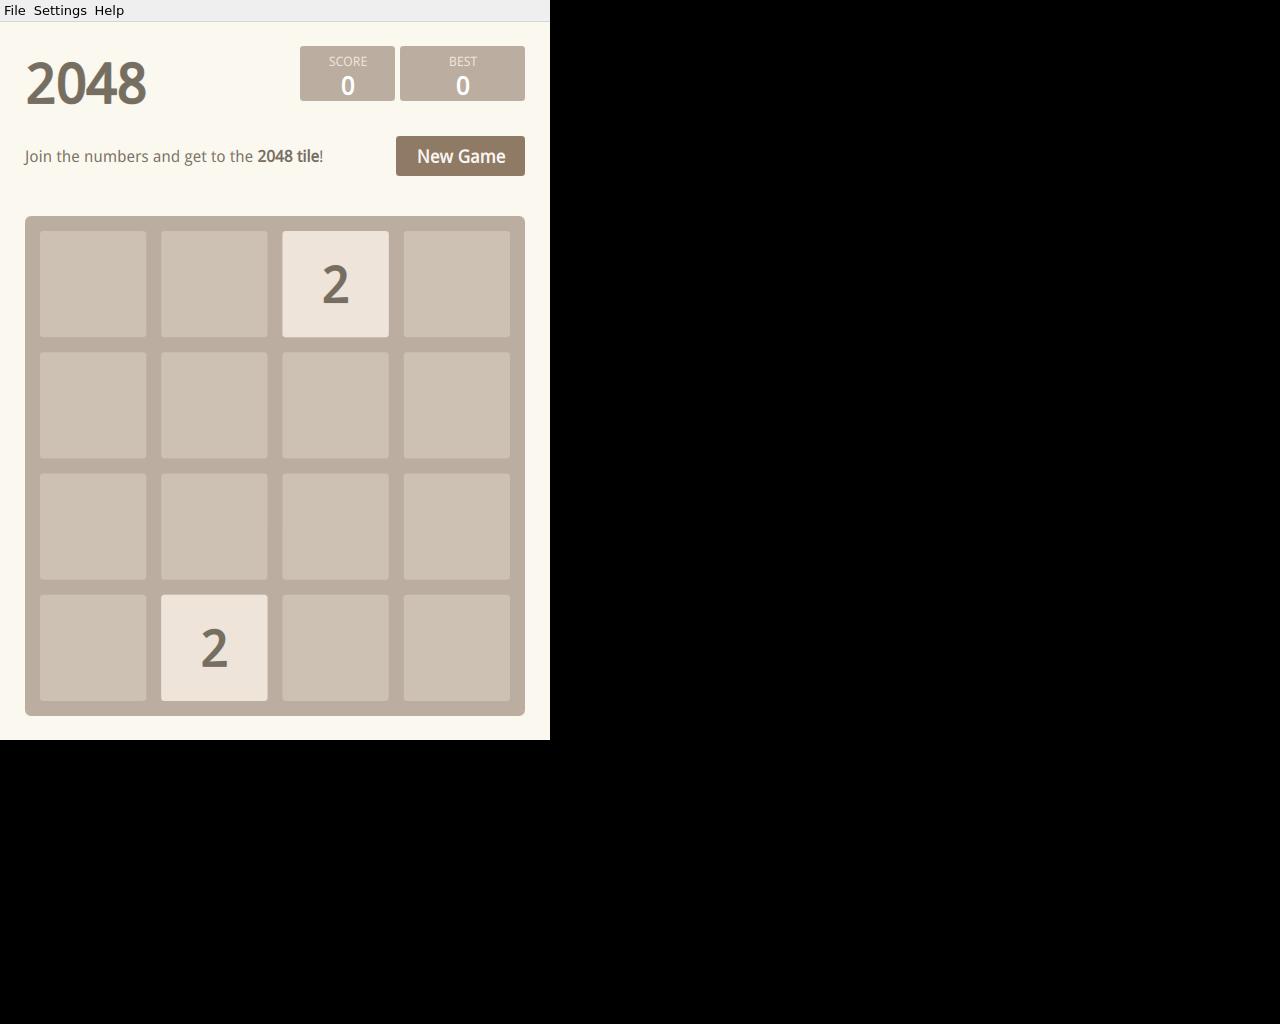 File Settings Help
2048
SCORE
0
BEST
0
Join the numbers and get to the 2048 tile!
New Game
2
2